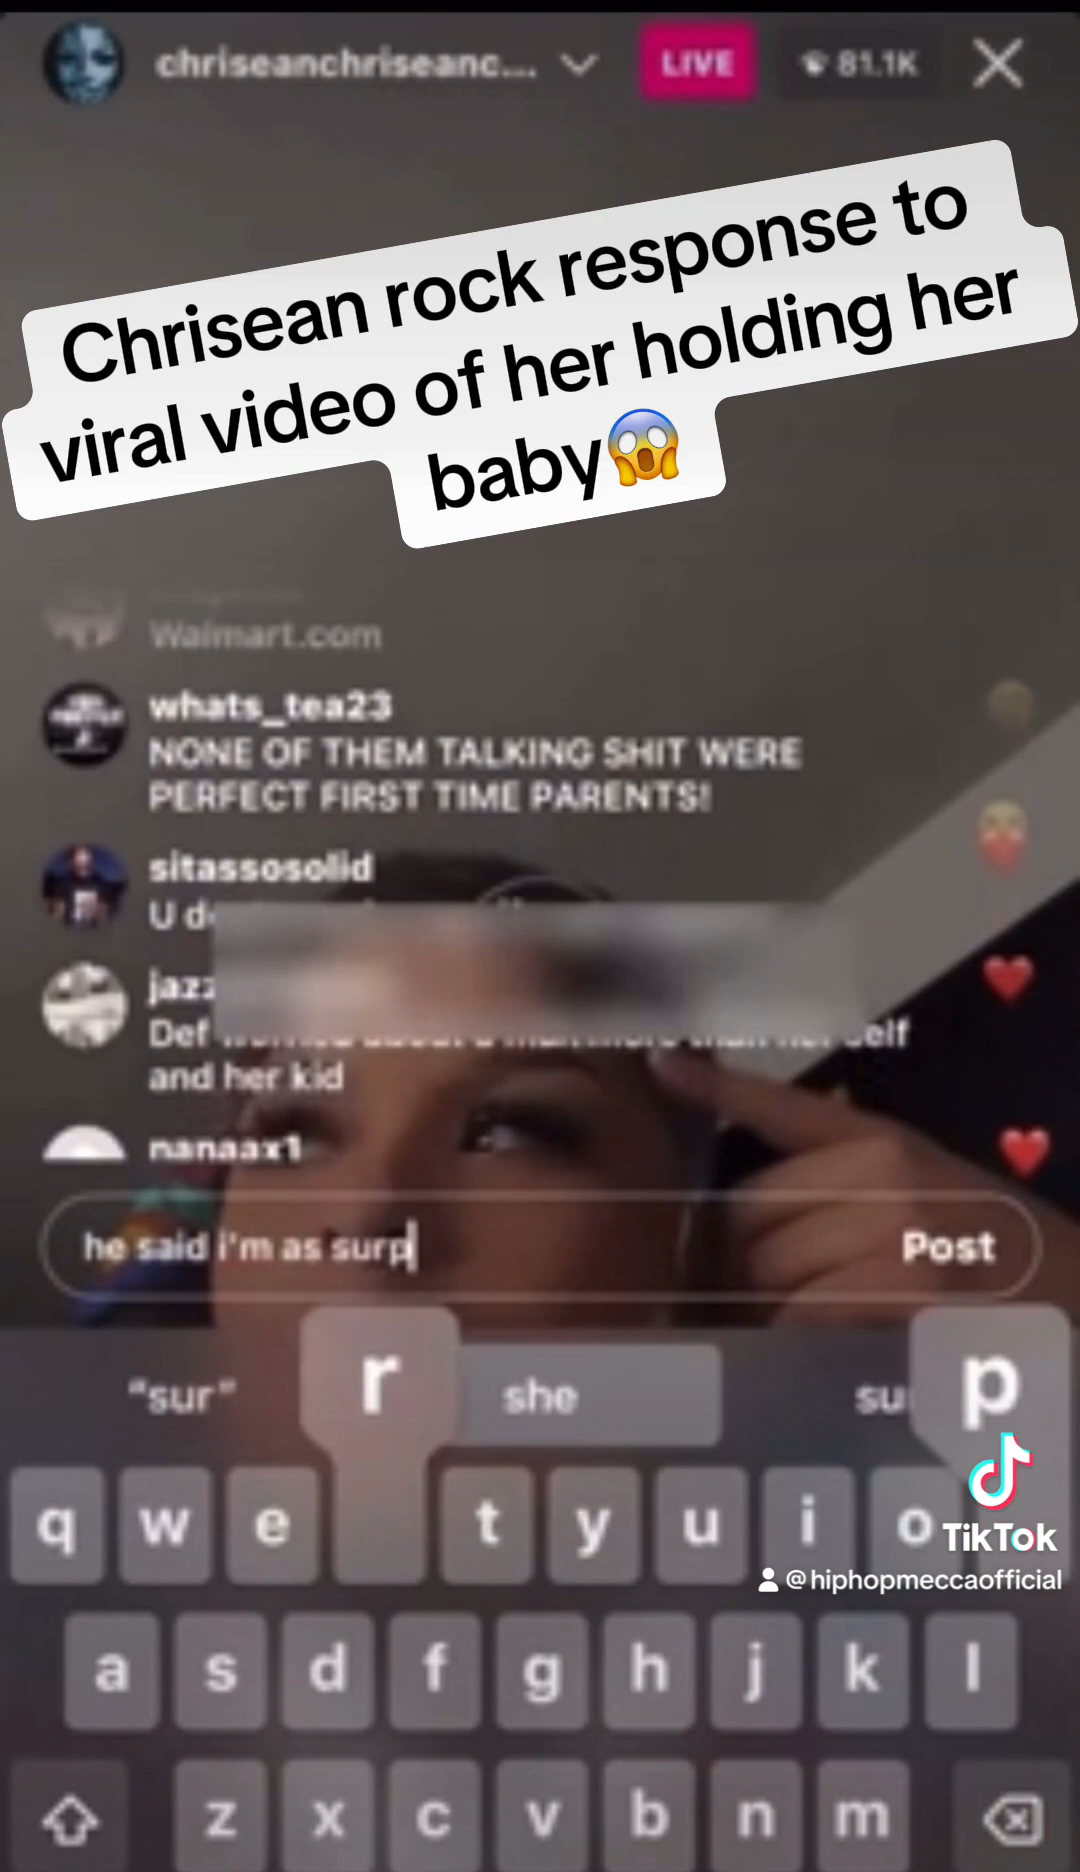 chriseanchriseanc...
LIVE
81.1K
Chrisean rock response to
viral video of her holding her
baby😱
Walmart.com
whats_tea23
NONE OF THEM TALKING SHIT WERE
PERFECT FIRST TIME PARENTS!
sitassosolid
U
Def
and her kid
nanaax1
he said i'm as surp
Post
"sur"
r
she
p
q w e t y u i o
TikTok
@hiphopmeccaofficial
a s d f g h j k l
z x c v b n m